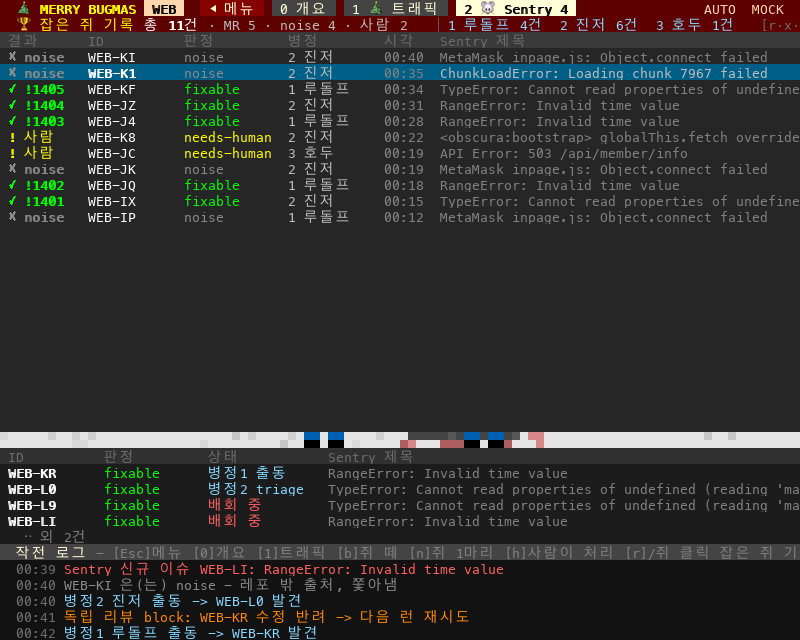 MERRY BUGMAS WEB ◂ 메뉴 0 개요 1 트래픽 2 Sentry 4 AUTO MOCK
잡은 쥐 기록 총 11건 · MR 5 · noise 4 · 사람 2 | 1 루돌프 4건 2 진저 6건 3 호두 1건 [r·x·
결과 ID 판정 병정 시각 Sentry 제목
✗ noise WEB-KI noise 2 진저 00:40 MetaMask inpage.js: Object.connect failed
✗ noise WEB-K1 noise 2 진저 00:35 ChunkLoadError: Loading chunk 7967 failed
✓ !1405 WEB-KF fixable 1 루돌프 00:34 TypeError: Cannot read properties of undefine
✓ !1404 WEB-JZ fixable 2 진저 00:31 RangeError: Invalid time value
✓ !1403 WEB-J4 fixable 1 루돌프 00:28 RangeError: Invalid time value
! 사람 WEB-K8 needs-human 2 진저 00:22 <obscura:bootstrap> globalThis.fetch override
! 사람 WEB-JC needs-human 3 호두 00:19 API Error: 503 /api/member/info
✗ noise WEB-JK noise 2 진저 00:19 MetaMask inpage.js: Object.connect failed
✓ !1402 WEB-JQ fixable 1 루돌프 00:18 RangeError: Invalid time value
✓ !1401 WEB-IX fixable 2 진저 00:15 TypeError: Cannot read properties of undefine
✗ noise WEB-IP noise 1 루돌프 00:12 MetaMask inpage.js: Object.connect failed
ID 판정 상태 Sentry 제목
WEB-KR fixable 병정1 출동 RangeError: Invalid time value
WEB-L0 fixable 병정2 triage TypeError: Cannot read properties of undefined (reading 'ma
WEB-L9 fixable 배회 중 TypeError: Cannot read properties of undefined (reading 'ma
WEB-LI fixable 배회 중 RangeError: Invalid time value
·· 외 2건
작전 로그 — [Esc]메뉴 [0]개요 [1]트래픽 [b]쥐 떼 [n]쥐 1마리 [h]사람이 처리 [r]/쥐 클릭 잡은 쥐 기
00:39 Sentry 신규 이슈 WEB-LI: RangeError: Invalid time value
00:40 WEB-KI 은(는) noise — 레포 밖 출처, 쫓아냄
00:40 병정2 진저 출동 -> WEB-L0 발견
00:41 독립 리뷰 block: WEB-KR 수정 반려 -> 다음 런 재시도
00:42 병정1 루돌프 출동 -> WEB-KR 발견